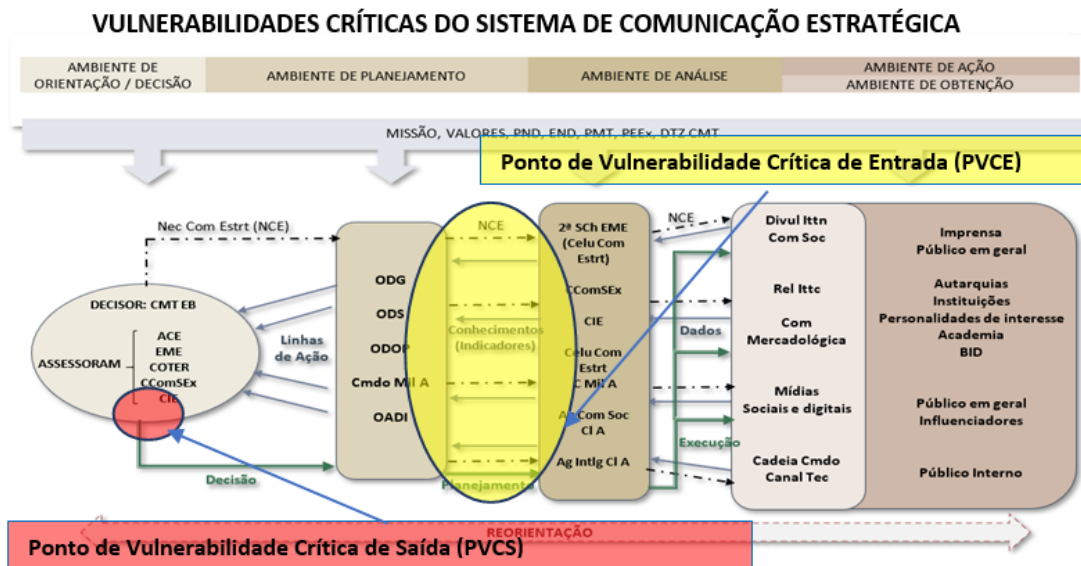 VULNERABILIDADES CRÍTICAS DO SISTEMA DE COMUNICAÇÃO ESTRATÉGICA
AMBIENTE DE
ORIENTAÇÃO / DECISÃO
AMBIENTE DE PLANEJAMENTO
AMBIENTE DE ANÁLISE
AMBIENTE DE AÇÃO
AMBIENTE DE OBTENÇÃO
MISSÃO, VALORES, PND, END, PMT, PEEx, DTZ CMT
Ponto de Vulnerabilidade Crítica de Entrada (PVCE)
Nec Com Estrt (NCE)
DECISOR: CMT EB
ASSESSORAM
ACE
EME
COTER
CComSEx
CIE
Linhas
de Ação
Decisão
ODG
ODS
ODOP
Cmdo Mil A
OADI
NCE
Conhecimentos
(Indicadores)
Planejamento
2ª SCh EME
(Celu Com
Estrt)
CComSEx
CIE
Celu Com
Estrt
C Mil A
Ag Com Soc
Cl A
Ag Intlg Cl A
NCE
Dados
Execução
Divul Ittn
Com Soc
Rel Ittc
Com
Mercadológica
Mídias
Sociais e digitais
Cadeia Cmdo
Canal Tec
Imprensa
Público em geral
Autarquias
Instituições
Personalidades de interesse
Academia
BID
Público em geral
Influenciadores
Público Interno
REORIENTAÇÃO
Ponto de Vulnerabilidade Crítica de Saída (PVCS)